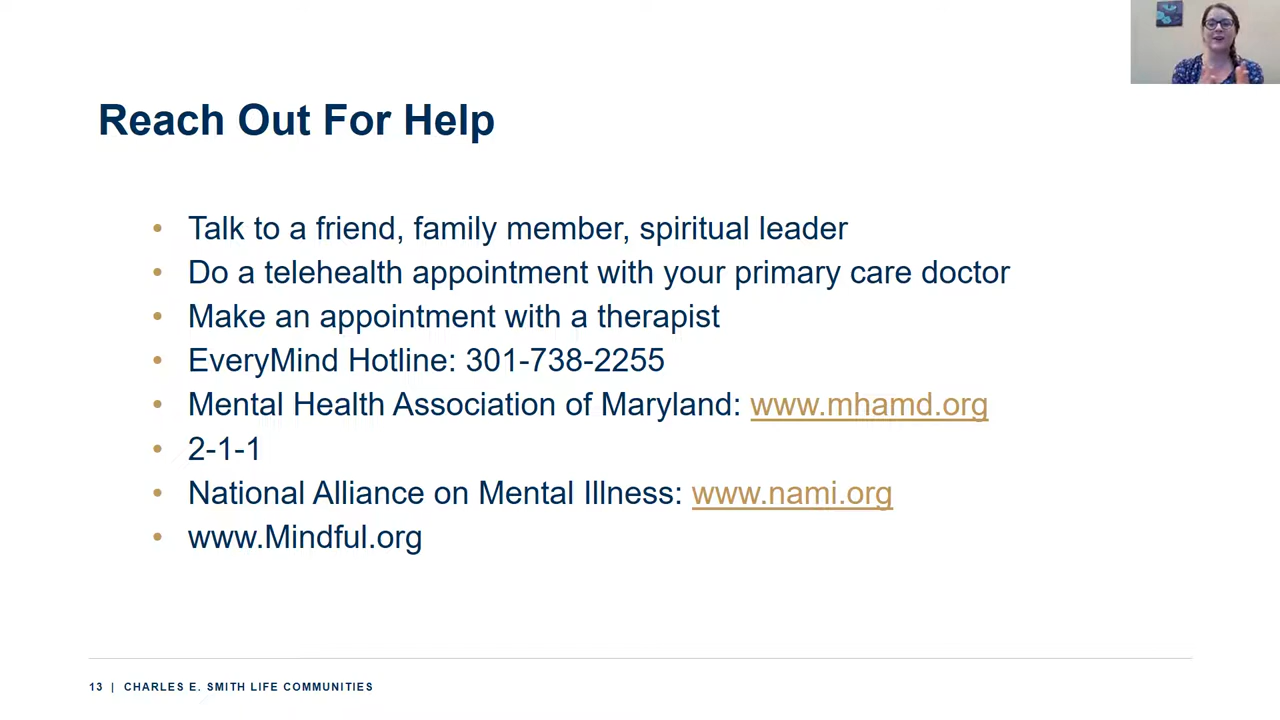 Reach Out For Help
• Talk to a friend, family member, spiritual leader
• Do a telehealth appointment with your primary care doctor
• Make an appointment with a therapist
• EveryMind Hotline: 301-738-2255
• Mental Health Association of Maryland: www.mhamd.org
• 2-1-1
• National Alliance on Mental Illness: www.nami.org
• www.Mindful.org
13 | CHARLES E. SMITH LIFE COMMUNITIES